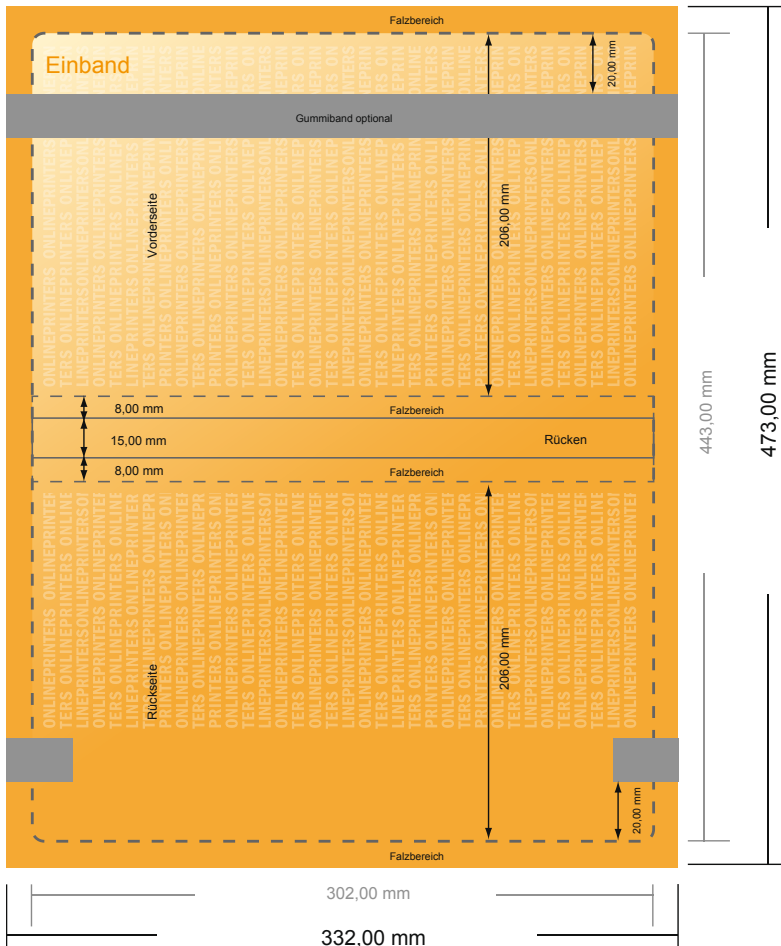 Falzbereich
Einband
20,00 mm
Gummiband optional
Vorderseite
206,00 mm
8,00 mm
Falzbereich
15,00 mm
Rücken
8,00 mm
Falzbereich
443,00 mm
473,00 mm
Rückseite
206,00 mm
20,00 mm
Falzbereich
302,00 mm
332,00 mm
ONLINEPRINTERS ONLINEPRINTERS